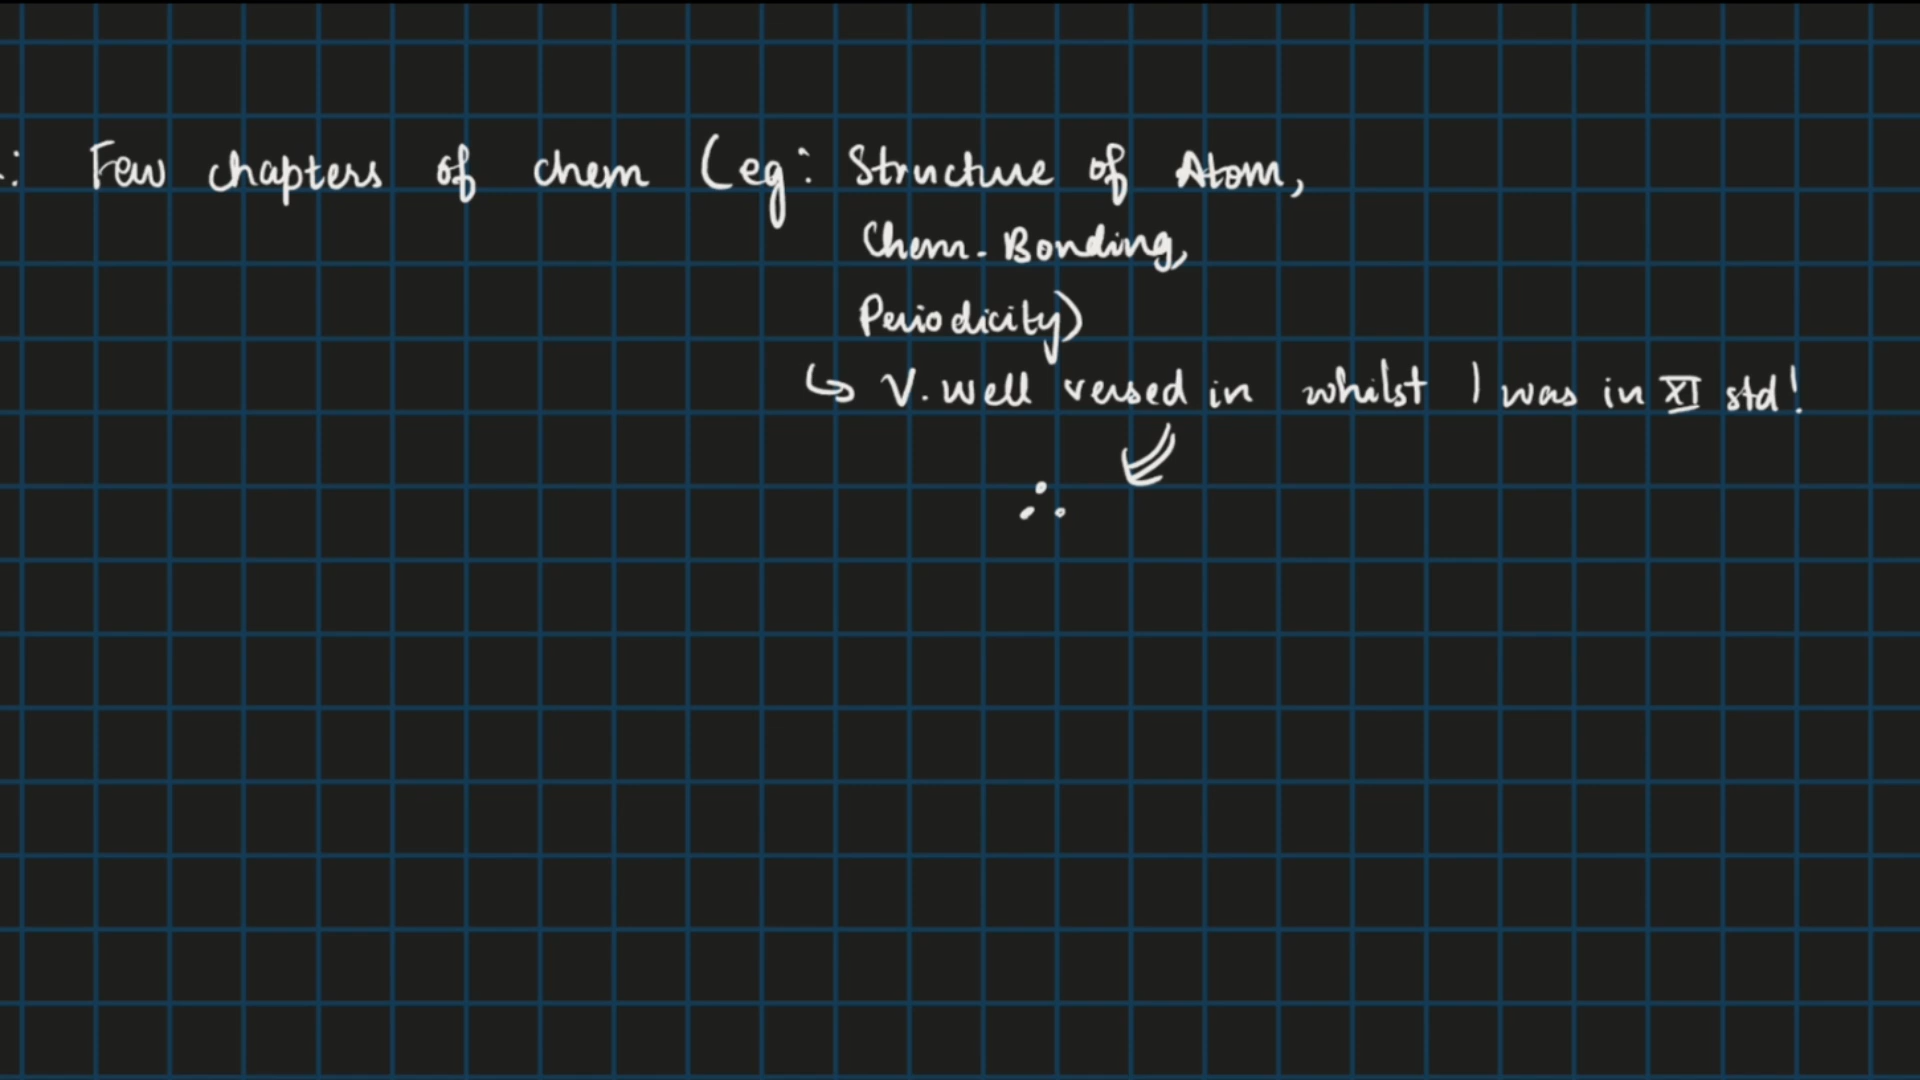 : Few chapters of chem (eg: Structure of Atom,
Chem. Bonding,
Periodicity)
↳ V. well versed in whilst I was in XI std!
∴